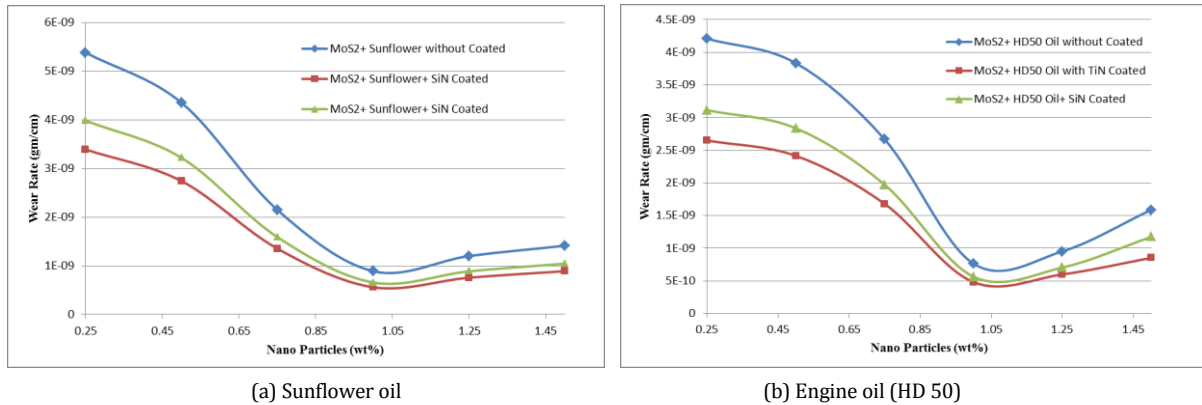 6E-09
5E-09
4E-09
3E-09
2E-09
1E-09
0
Wear Rate (gm/cm)
0.25 0.45 0.65 0.85 1.05 1.25 1.45
Nano Particles (wt%)
MoS2+ Sunflower without Coated
MoS2+ Sunflower+ SiN Coated
MoS2+ Sunflower+ SiN Coated
(a) Sunflower oil
4.5E-09
4E-09
3.5E-09
3E-09
2.5E-09
2E-09
1.5E-09
1E-09
5E-10
0
Wear Rate (gm/cm)
0.25 0.45 0.65 0.85 1.05 1.25 1.45
Nano Particles (wt%)
MoS2+ HD50 Oil without Coated
MoS2+ HD50 Oil with TiN Coated
MoS2+ HD50 Oil+ SiN Coated
(b) Engine oil (HD 50)